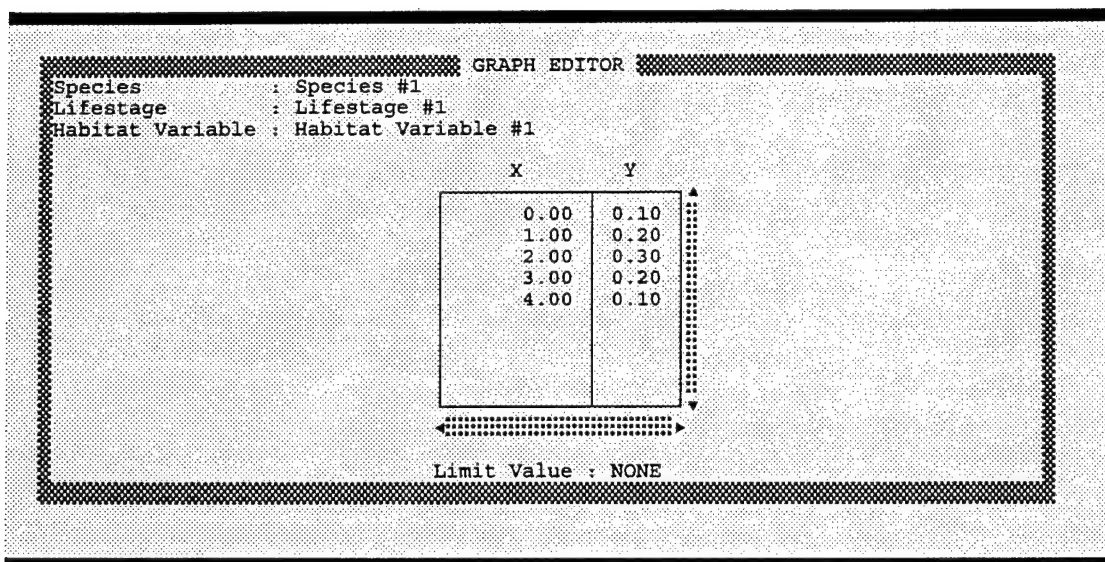 GRAPH EDITOR
Species : Species #1
Lifestage : Lifestage #1
Habitat Variable : Habitat Variable #1
X Y
0.00 0.10
1.00 0.20
2.00 0.30
3.00 0.20
4.00 0.10
Limit Value : NONE